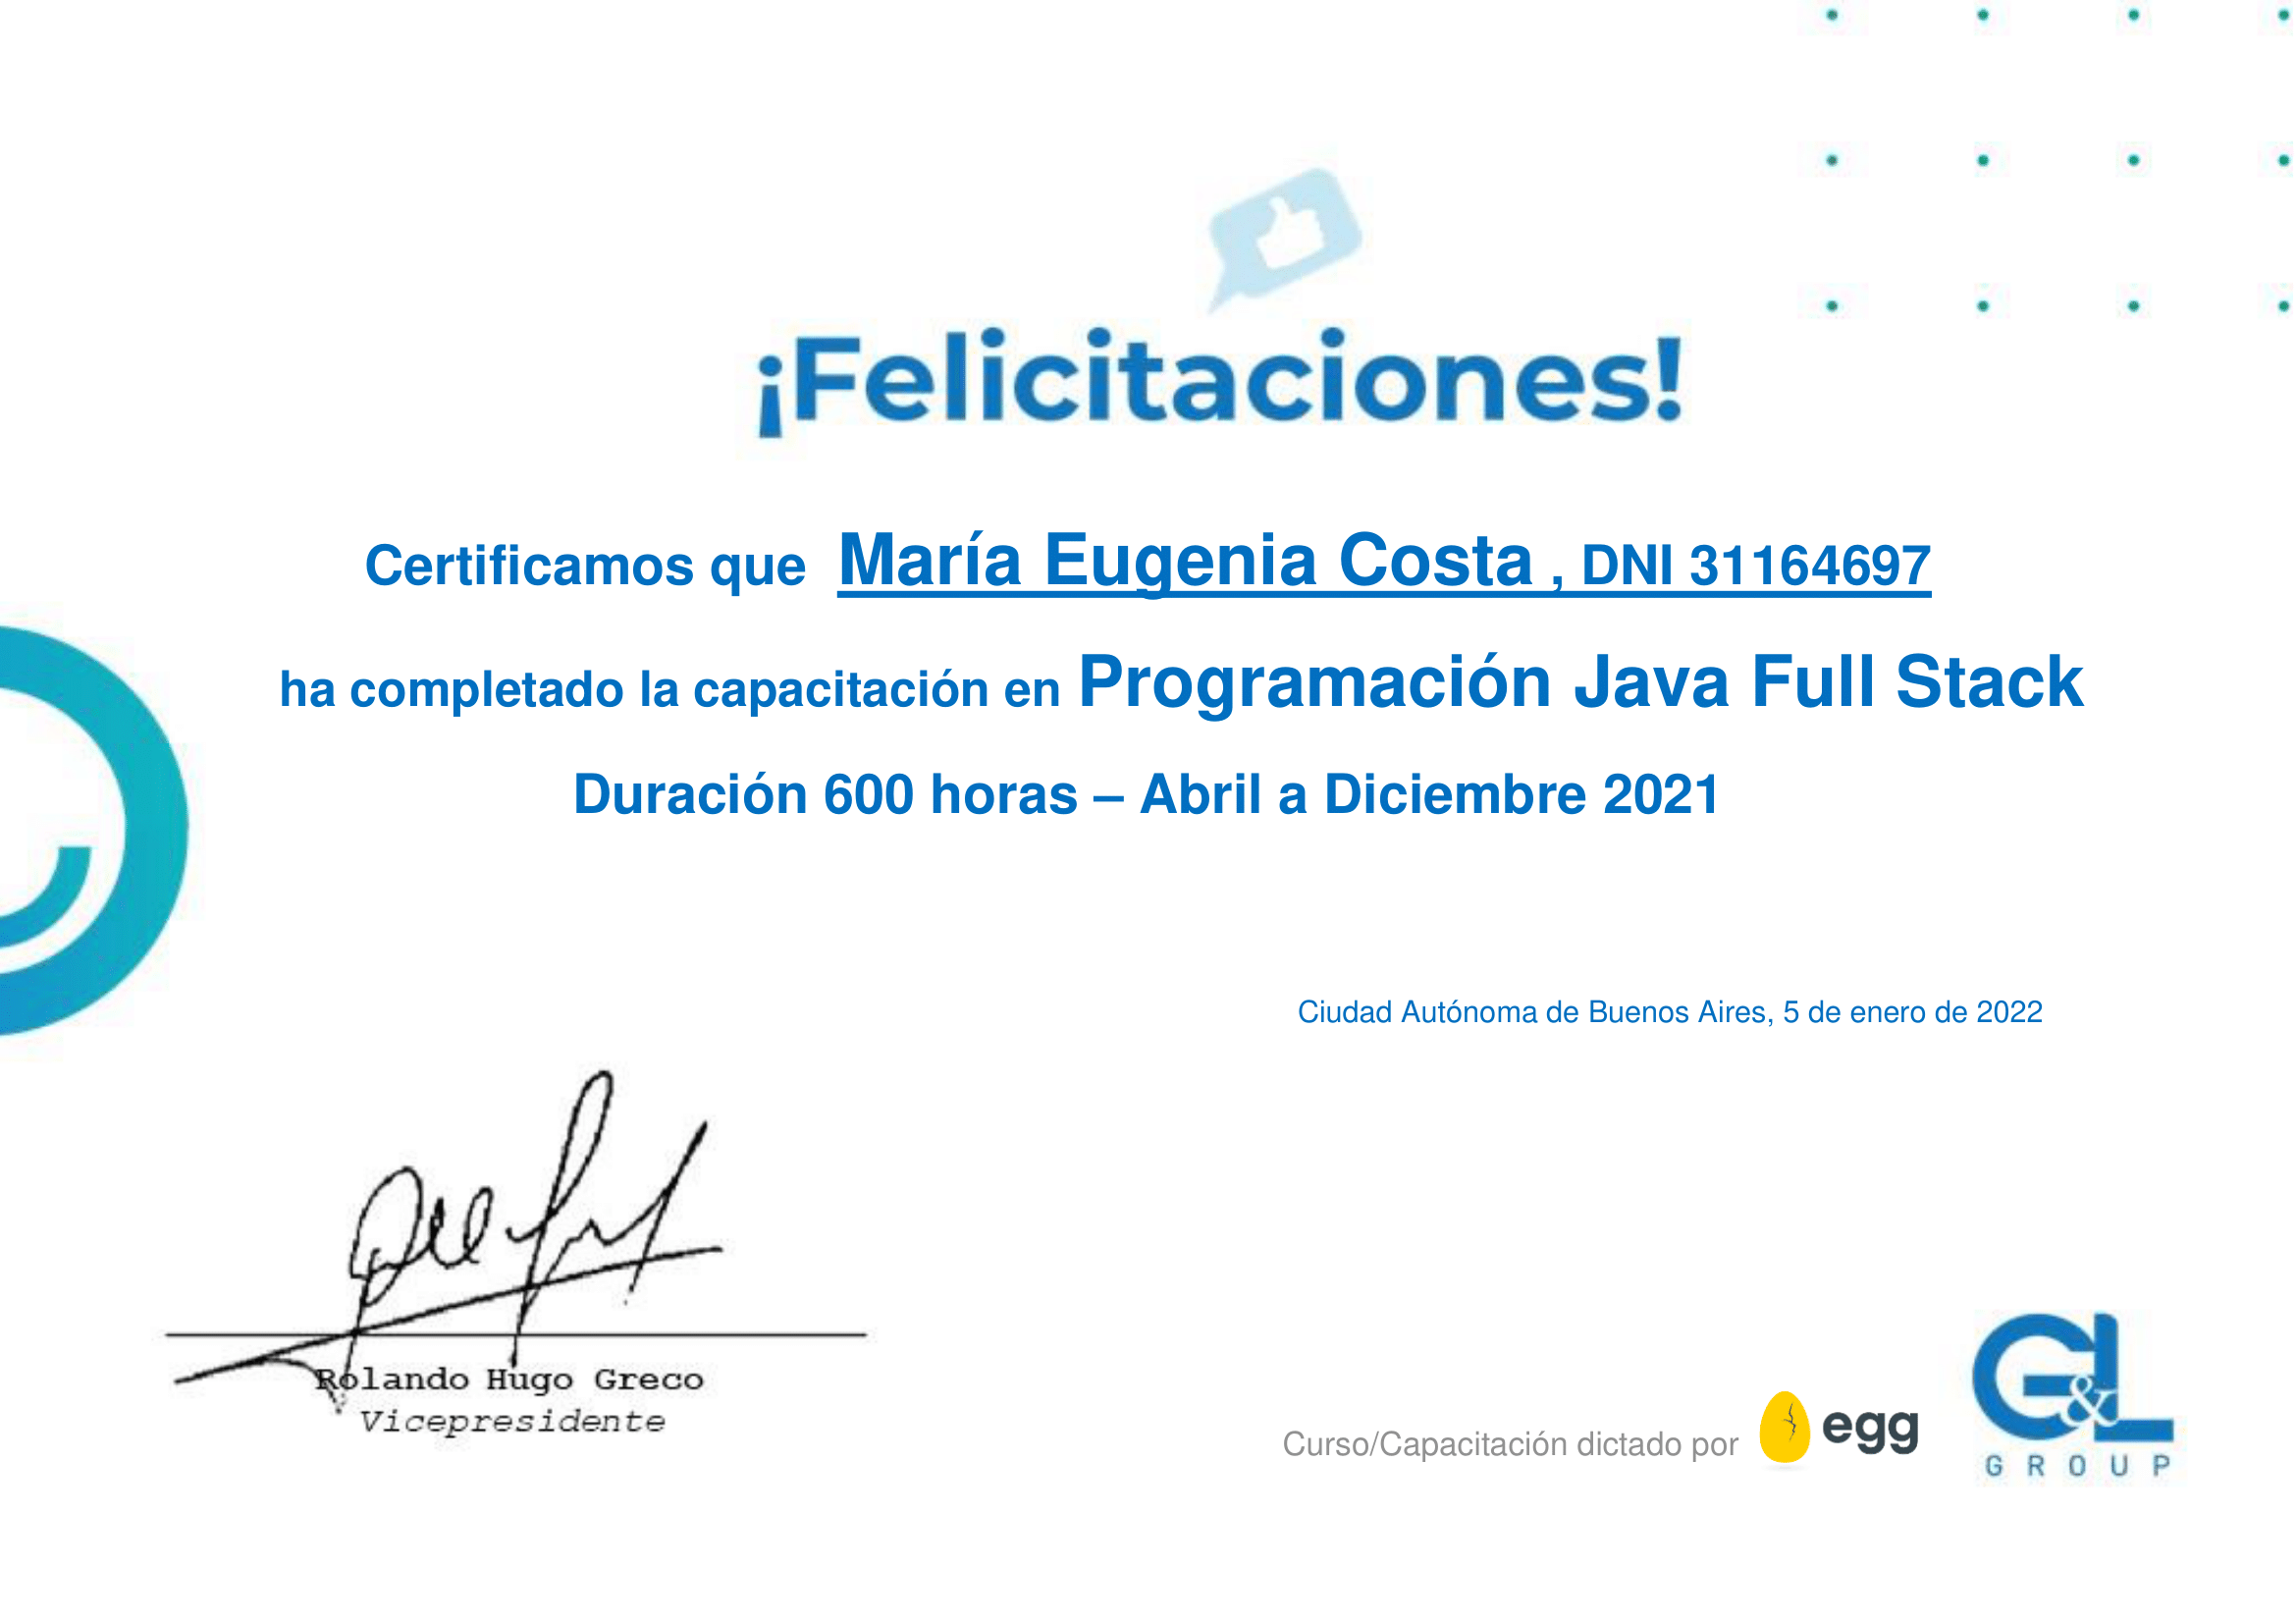 ¡Felicitaciones!
Certificamos que María Eugenia Costa , DNI 31164697
ha completado la capacitación en Programación Java Full Stack
Duración 600 horas – Abril a Diciembre 2021
Ciudad Autónoma de Buenos Aires, 5 de enero de 2022
Rolando Hugo Greco
Vicepresidente
Curso/Capacitación dictado por egg
G&L
GROUP